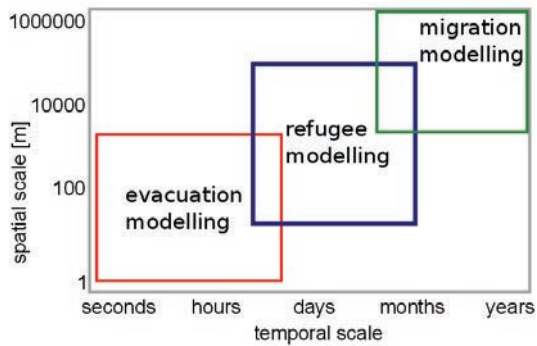 1000000
migration
modelling
10000
refugee
modelling
spatial scale [m]
100
evacuation
modelling
1
seconds hours days months years
temporal scale